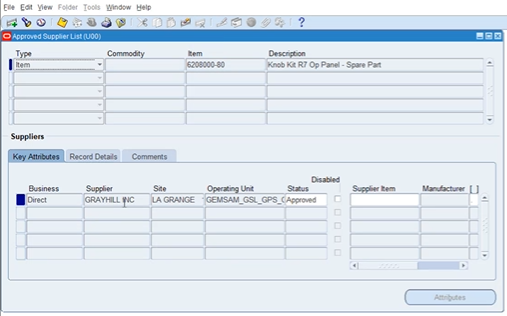 File Edit View Folder Tools Window Help
Approved Supplier List (U00)
Type Commodity Item Description
Item 6208000-80 Knob Kit R7 Op Panel - Spare Part
Suppliers
Key Attributes Record Details Comments
Disabled
Business Supplier Site Operating Unit Status Supplier Item Manufacturer [ ]
Direct GRAYHILL INC LA GRANGE GEMSAM_GSL_GPS_ Approved
Attributes